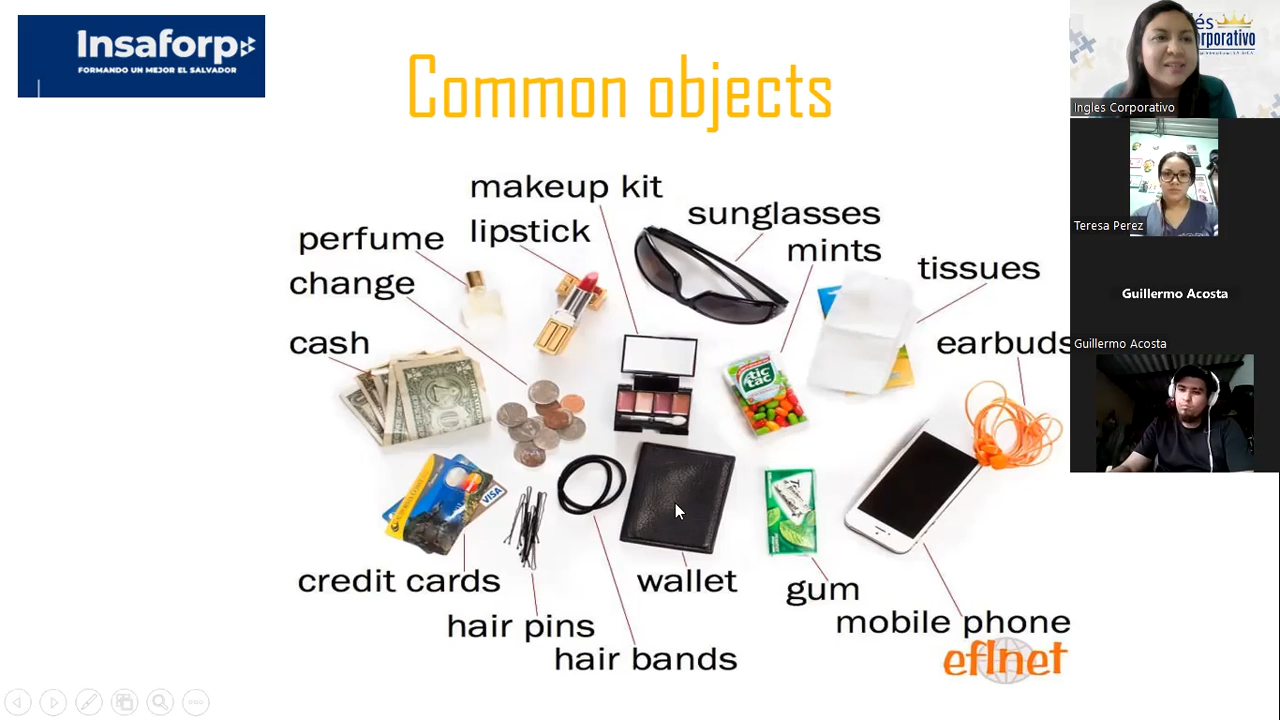 Insaforp
FORMANDO UN MEJOR EL SALVADOR
Common objects
makeup kit
lipstick
perfume
change
cash
sunglasses
mints
tissues
earbuds
tic
tac
VISA
credit cards
hair pins
hair bands
wallet
gum
mobile phone
eflnet
és
rporativo
Ingles Corporativo
Teresa Perez
Guillermo Acosta
Guillermo Acosta